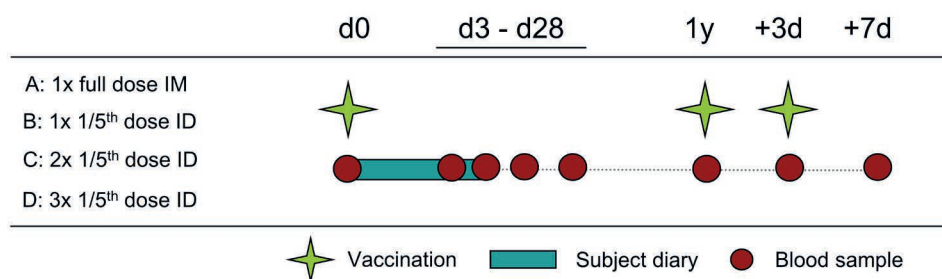 d0 d3 - d28 1y +3d +7d
A: 1x full dose IM
B: 1x 1/5th dose ID
C: 2x 1/5th dose ID
D: 3x 1/5th dose ID
Vaccination Subject diary Blood sample